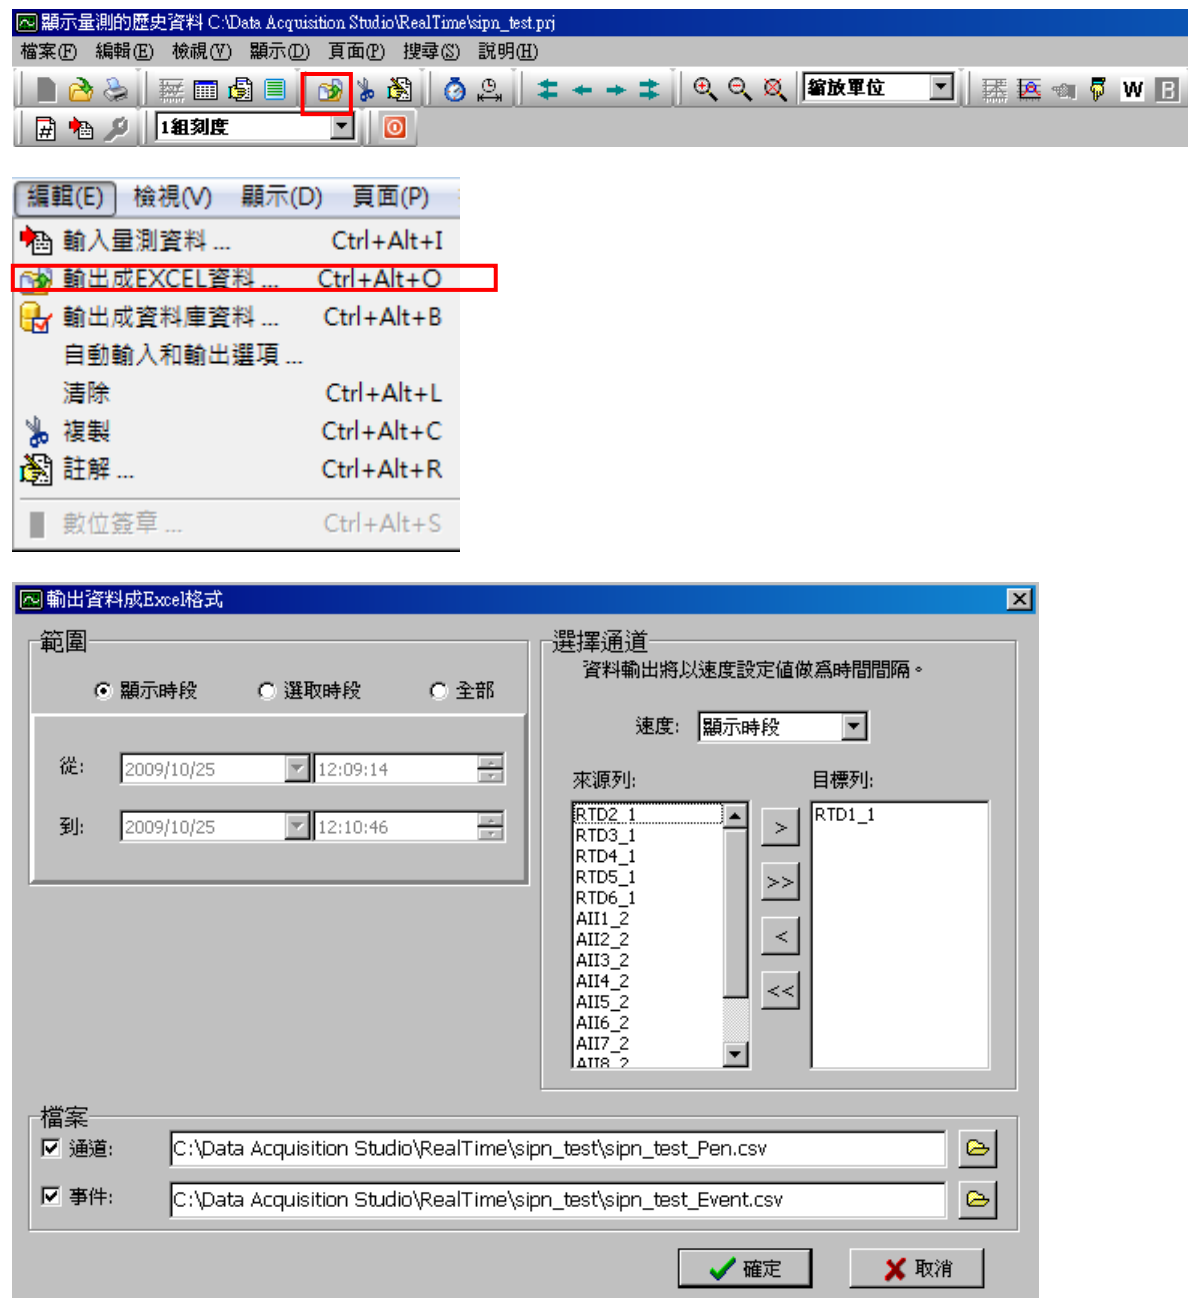 顯示量測的歷史資料 C:\Data Acquisition Studio\RealTime\sipn_test.prj
檔案(F) 編輯(E) 檢視(V) 顯示(D) 頁面(P) 搜尋(S) 說明(H)
縮放單位 W B
# 1組刻度
編輯(E) 檢視(V) 顯示(D) 頁面(P)
輸入量測資料 ... Ctrl+Alt+I
輸出成EXCEL資料 ... Ctrl+Alt+O
輸出成資料庫資料 ... Ctrl+Alt+B
自動輸入和輸出選項 ...
清除 Ctrl+Alt+L
複製 Ctrl+Alt+C
註解 ... Ctrl+Alt+R
數位簽章 ... Ctrl+Alt+S
輸出資料成Excel格式
範圍
顯示時段 選取時段 全部
從: 2009/10/25 12:09:14
到: 2009/10/25 12:10:46
選擇通道
資料輸出將以速度設定值做為時間間隔。
速度: 顯示時段
來源列: 目標列:
RTD2_1
RTD3_1
RTD4_1
RTD5_1
RTD6_1
AII1_2
AII2_2
AII3_2
AII4_2
AII5_2
AII6_2
AII7_2
AII8_2
>
>>
<
<<
RTD1_1
檔案
通道: C:\Data Acquisition Studio\RealTime\sipn_test\sipn_test_Pen.csv
事件: C:\Data Acquisition Studio\RealTime\sipn_test\sipn_test_Event.csv
確定 取消